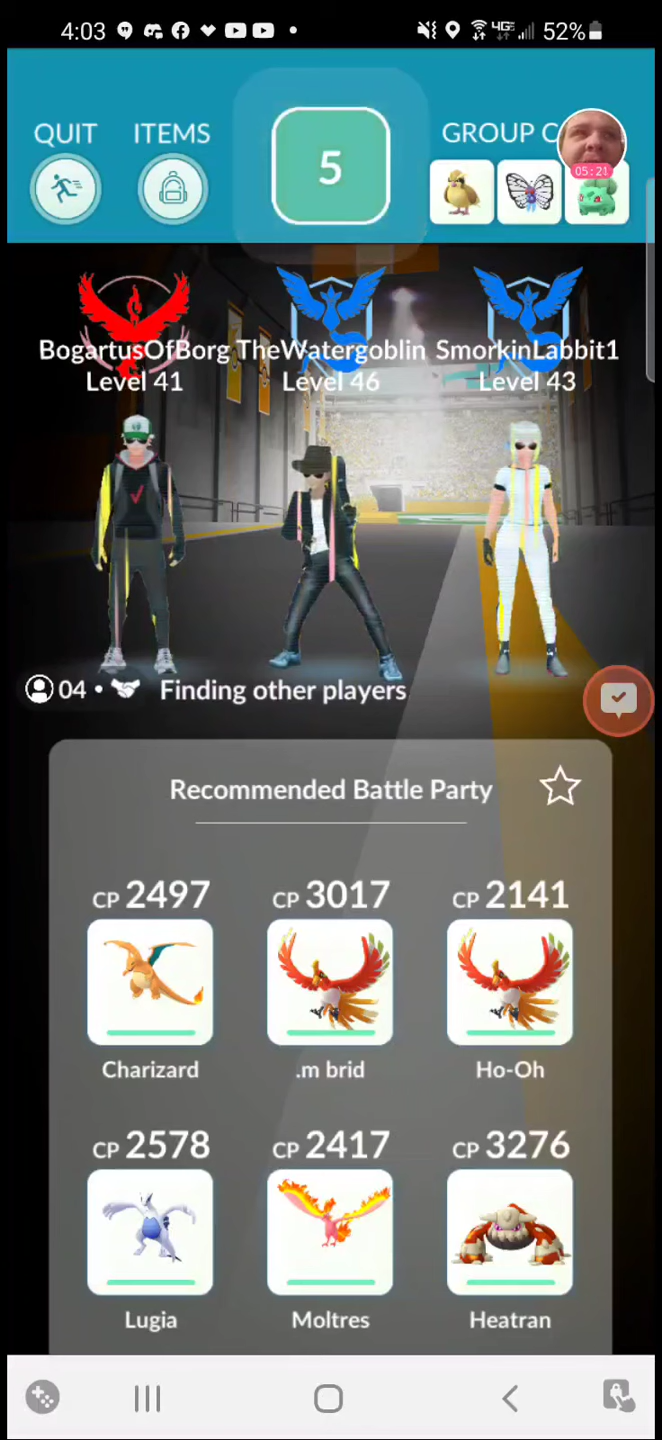 4:03
4G 52%
QUIT ITEMS GROUP C
5
05:21
BogartusOfBorg TheWatergoblin SmorkinLabbit1
Level 41 Level 46 Level 43
04 • Finding other players
Recommended Battle Party
CP 2497 CP 3017 CP 2141
Charizard .m brid Ho-Oh
CP 2578 CP 2417 CP 3276
Lugia Moltres Heatran